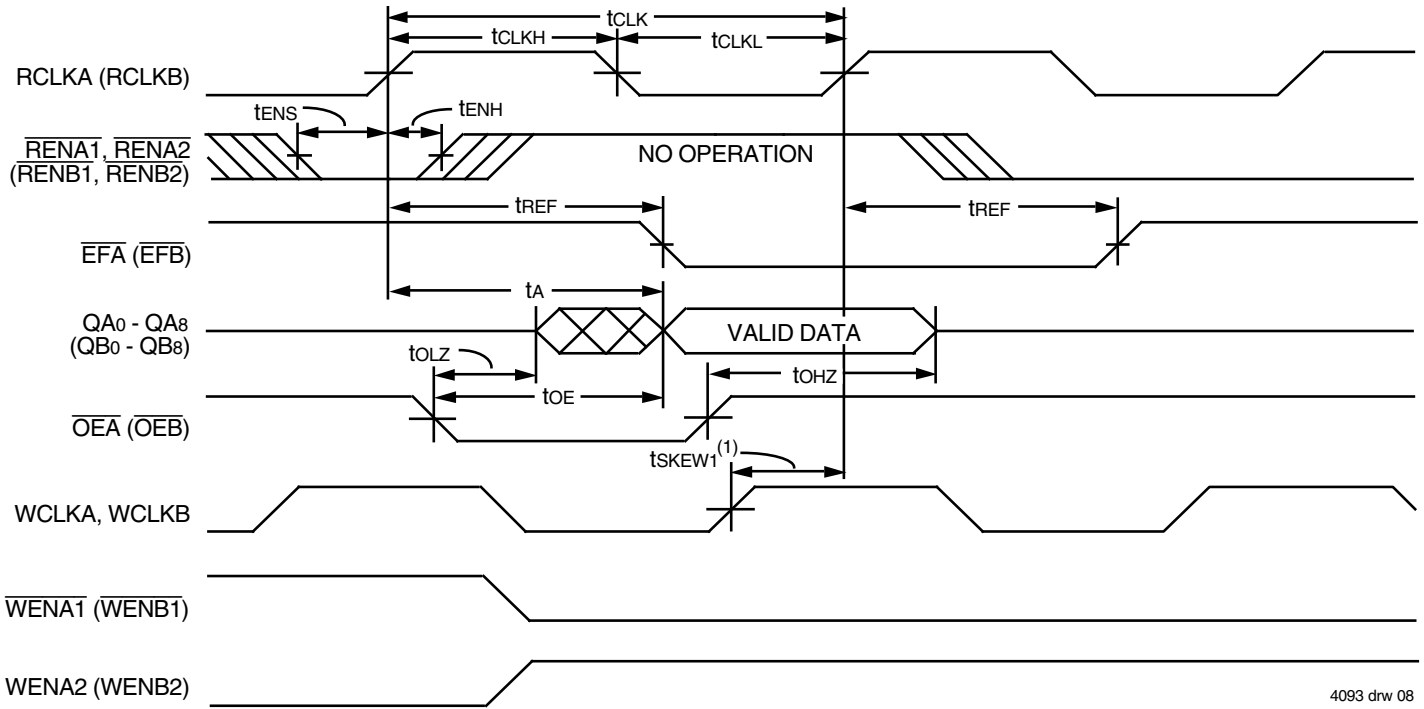 tCLK
tCLKH
tCLKL
RCLKA (RCLKB)
tENS
tENH
RENA1, RENA2
(RENB1, RENB2)
NO OPERATION
tREF
tREF
EFA (EFB)
tA
QA0 - QA8
(QB0 - QB8)
VALID DATA
tOLZ
tOHZ
tOE
OEA (OEB)
tSKEW1(1)
WCLKA, WCLKB
WENA1 (WENB1)
WENA2 (WENB2)
4093 drw 08